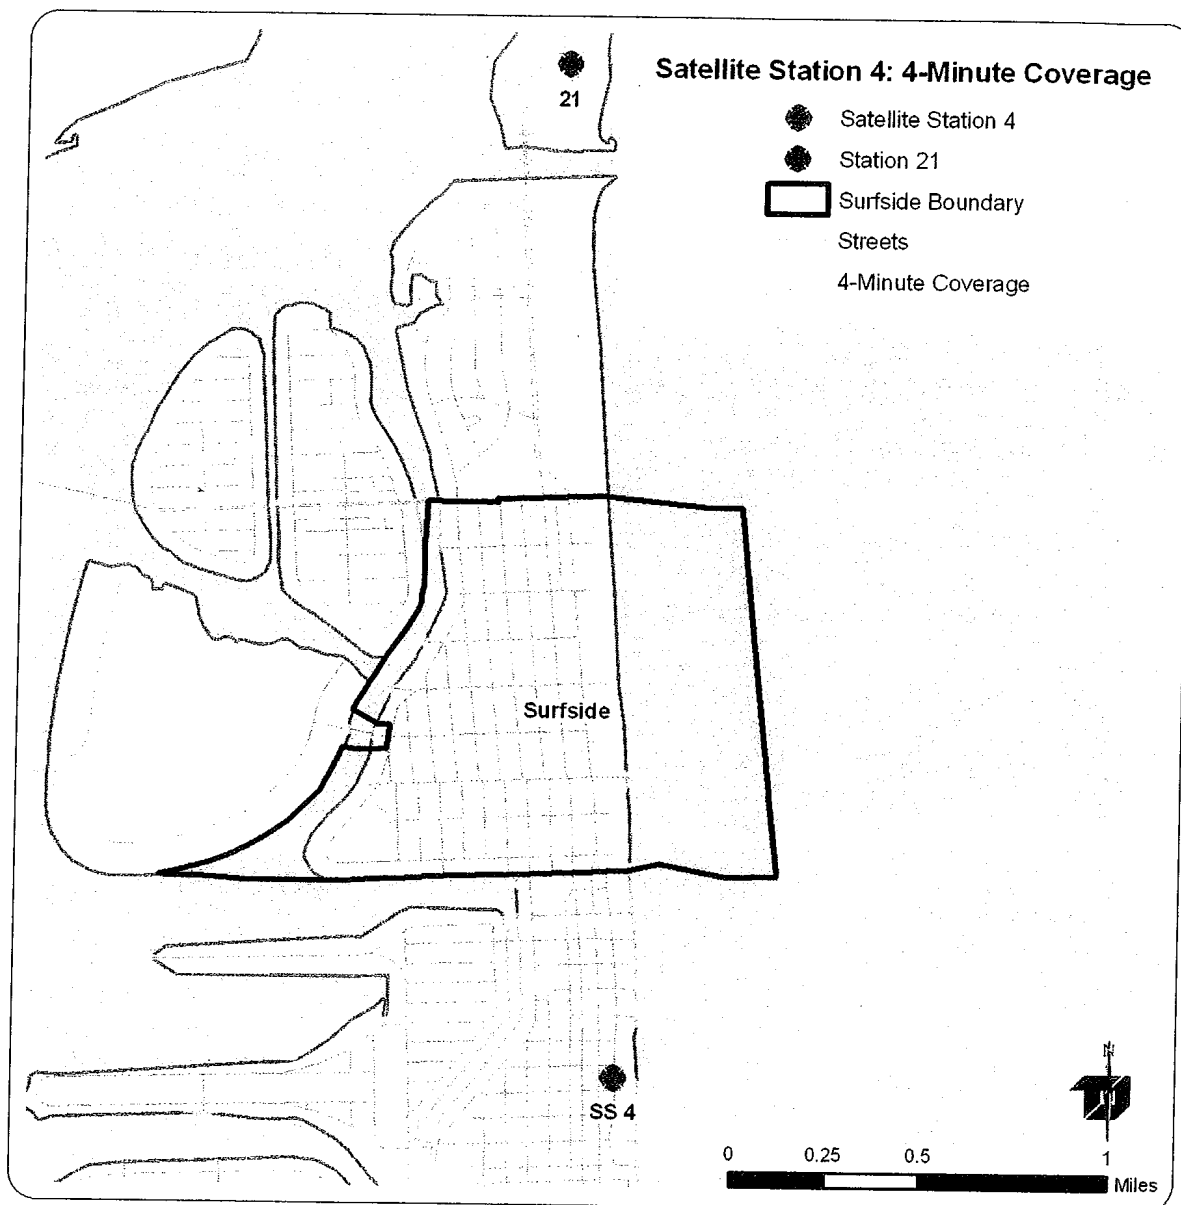 Satellite Station 4: 4-Minute Coverage
21
Satellite Station 4
Station 21
Surfside Boundary
Streets
4-Minute Coverage
Surfside
SS 4
N
0 0.25 0.5 1
Miles